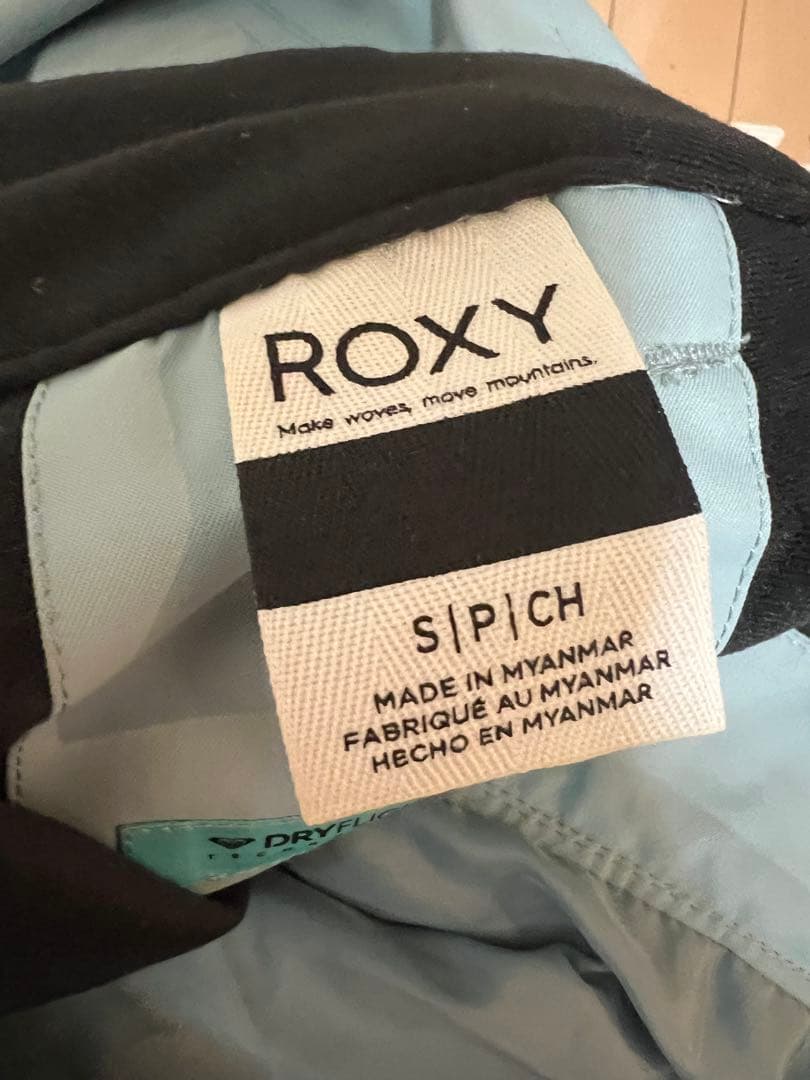 ROXY
Make waves, move mountains.
S|P|CH
MADE IN MYANMAR
FABRIQUÉ AU MYANMAR
HECHO EN MYANMAR